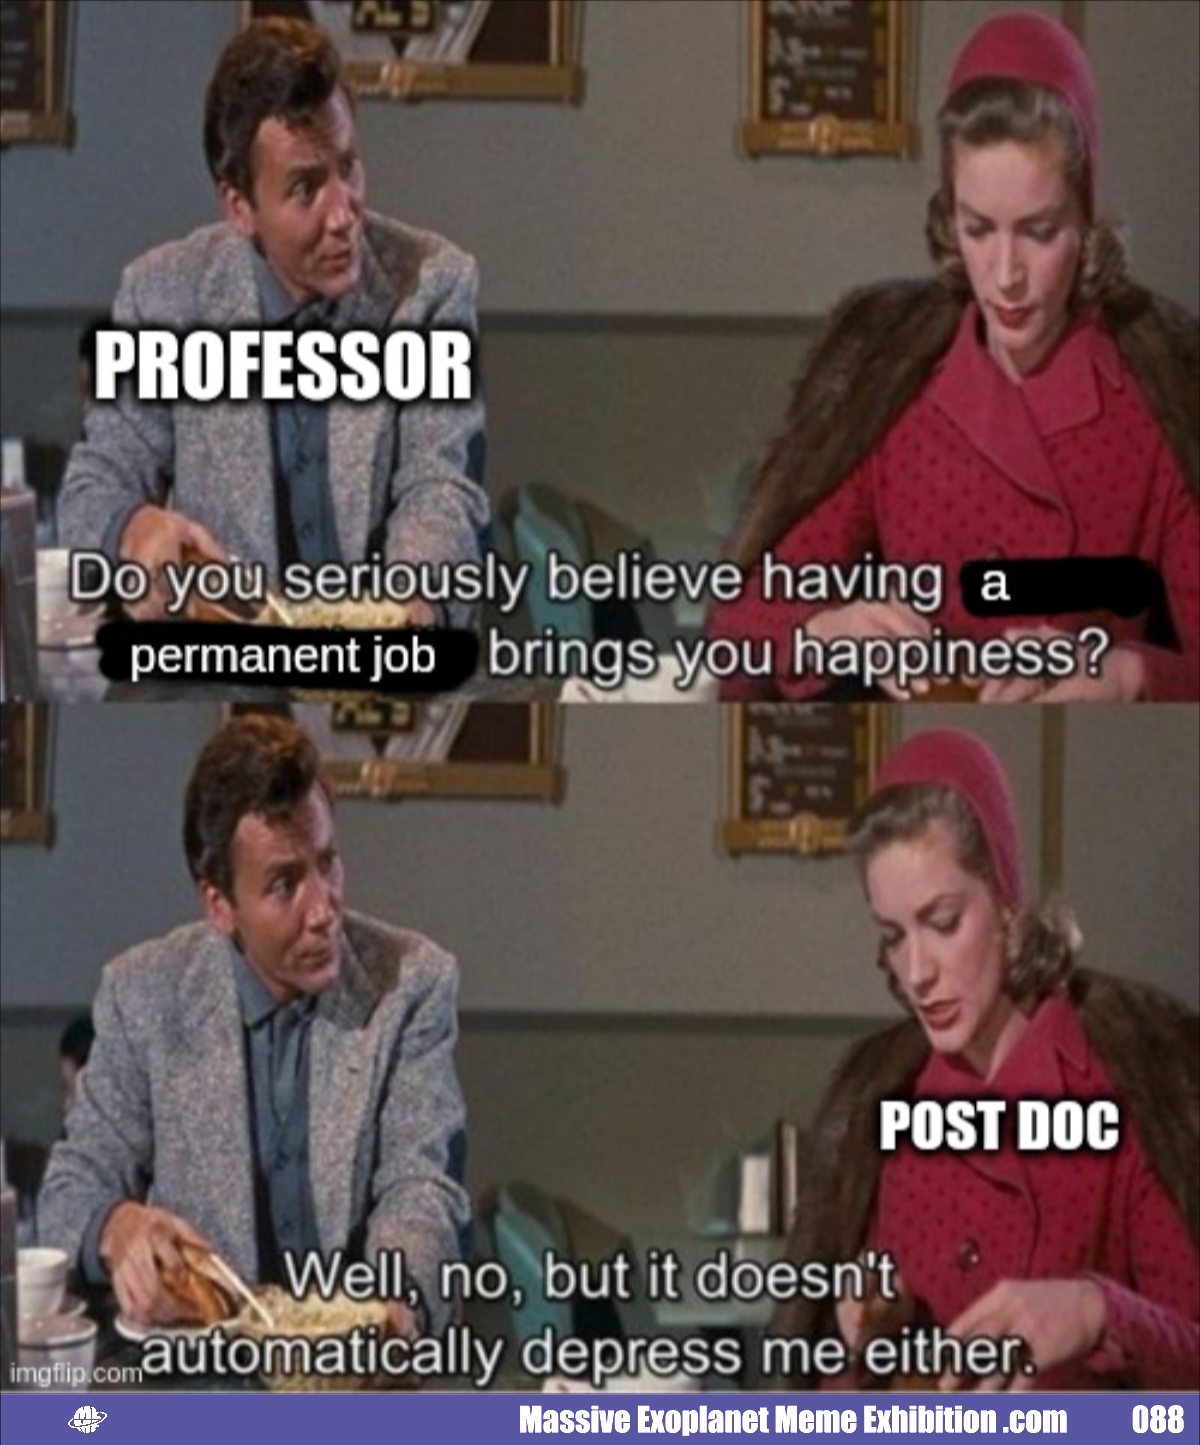 PROFESSOR
Do you seriously believe having a
permanent job brings you happiness?
POST DOC
Well, no, but it doesn't
automatically depress me either.
imgflip.com
Massive Exoplanet Meme Exhibition .com 088